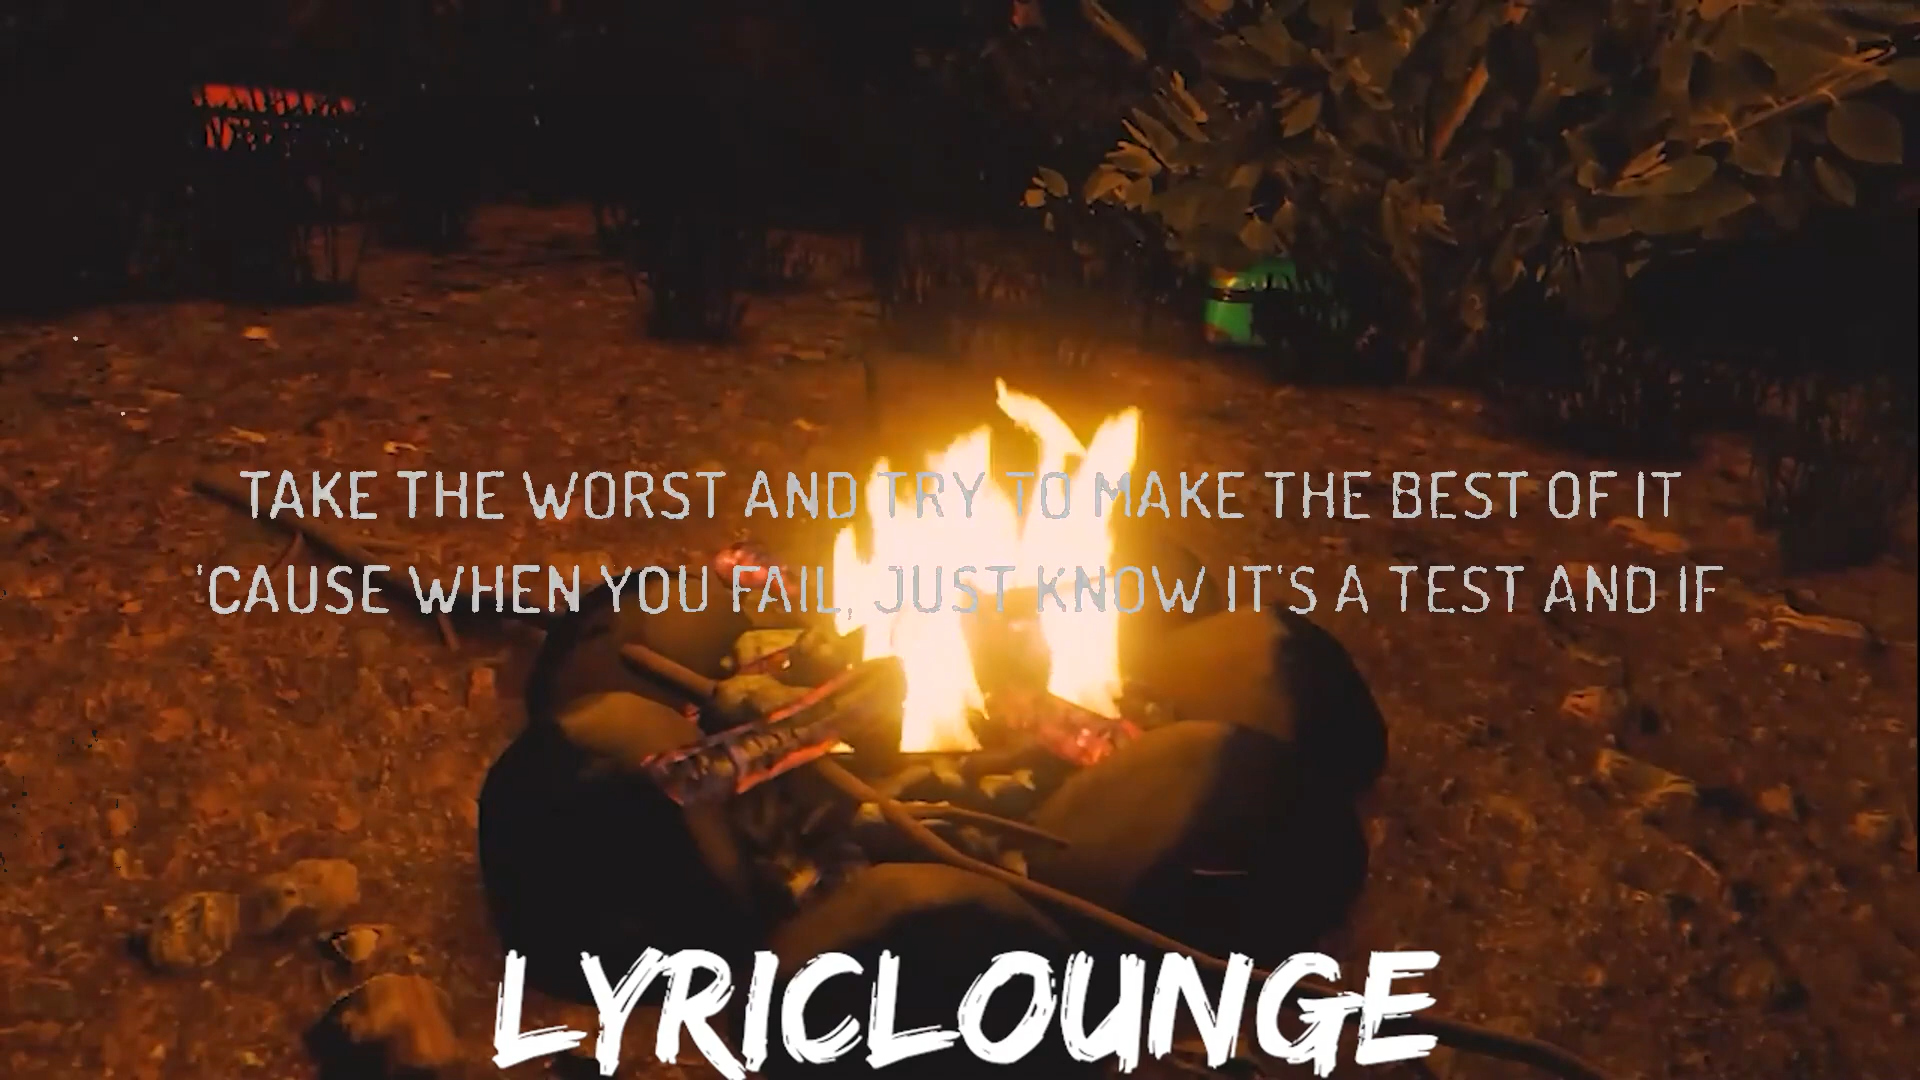 TAKE THE WORST AND TRY TO MAKE THE BEST OF IT
'CAUSE WHEN YOU FAIL, JUST KNOW IT'S A TEST AND IF
LYRICLOUNGE